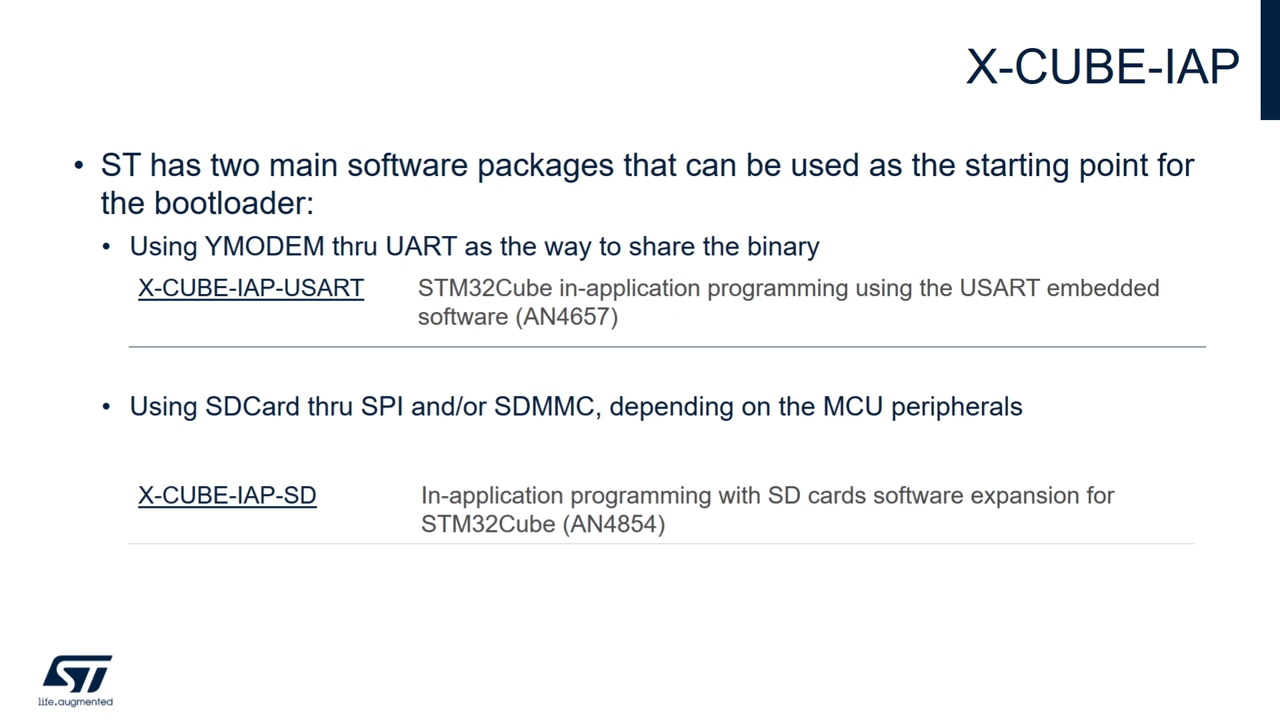 X-CUBE-IAP
• ST has two main software packages that can be used as the starting point for
the bootloader:
• Using YMODEM thru UART as the way to share the binary
X-CUBE-IAP-USART STM32Cube in-application programming using the USART embedded
software (AN4657)
• Using SDCard thru SPI and/or SDMMC, depending on the MCU peripherals
X-CUBE-IAP-SD In-application programming with SD cards software expansion for
STM32Cube (AN4854)
ST
life.augmented